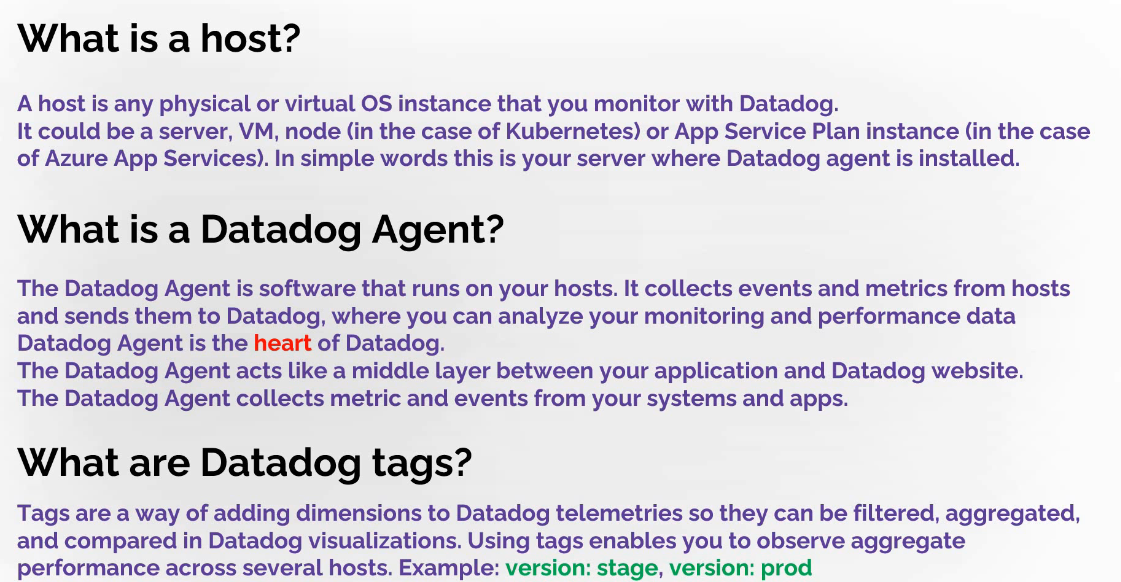 What is a host?
A host is any physical or virtual OS instance that you monitor with Datadog.
It could be a server, VM, node (in the case of Kubernetes) or App Service Plan instance (in the case
of Azure App Services). In simple words this is your server where Datadog agent is installed.
What is a Datadog Agent?
The Datadog Agent is software that runs on your hosts. It collects events and metrics from hosts
and sends them to Datadog, where you can analyze your monitoring and performance data
Datadog Agent is the heart of Datadog.
The Datadog Agent acts like a middle layer between your application and Datadog website.
The Datadog Agent collects metric and events from your systems and apps.
What are Datadog tags?
Tags are a way of adding dimensions to Datadog telemetries so they can be filtered, aggregated,
and compared in Datadog visualizations. Using tags enables you to observe aggregate
performance across several hosts. Example: version: stage, version: prod